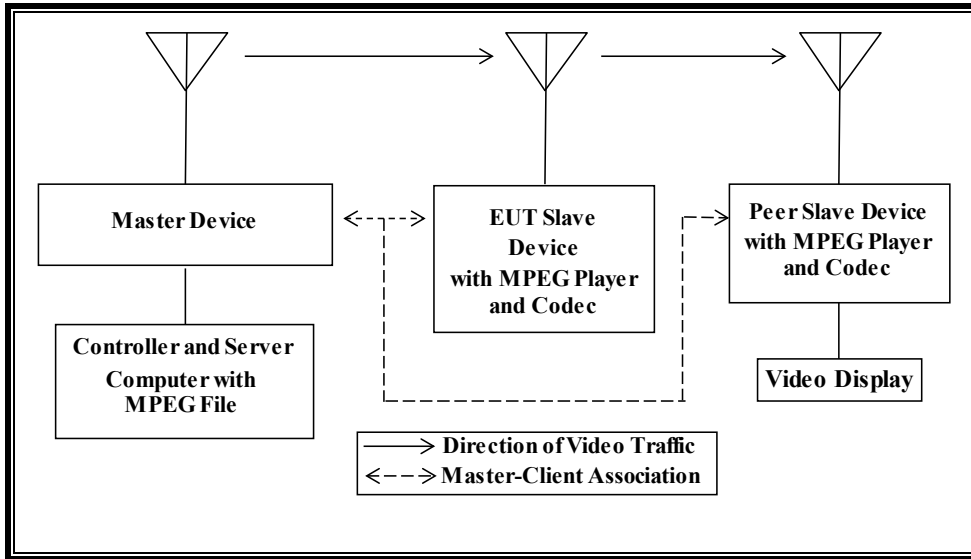 Master Device
EUT Slave
Device
with MPEG Player
and Codec
Peer Slave Device
with MPEG Player
and Codec
Controller and Server
Computer with
MPEG File
Video Display
Direction of Video Traffic
Master-Client Association